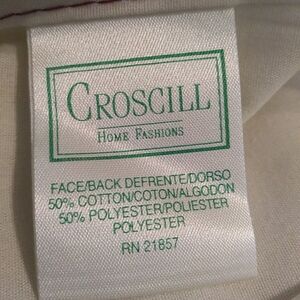 CROSCILL
HOME FASHIONS
FACE/BACK DEFRENTE/DORSO
50% COTTON/COTON/ALGODON
50% POLYESTER/POLIESTER
POLYESTER
RN 21857